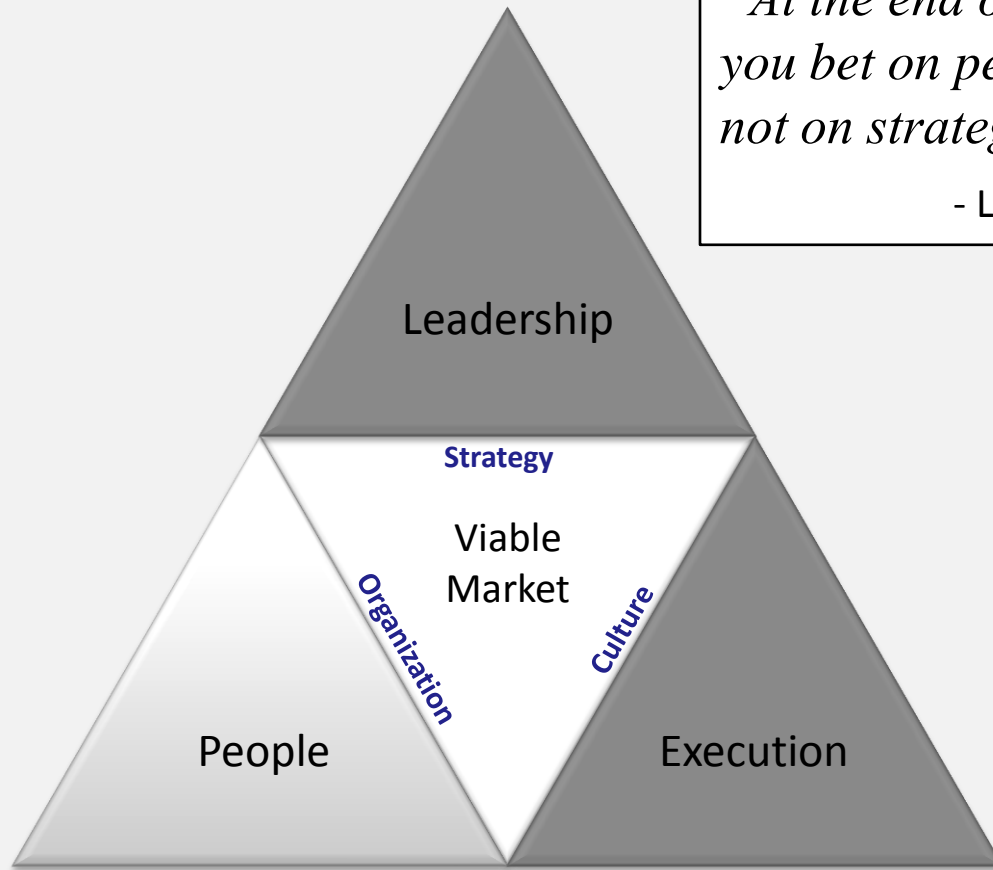 At the end
you bet on
not on
- L
Leadership
Strategy
Viable
Market
Organization
Culture
People
Execution